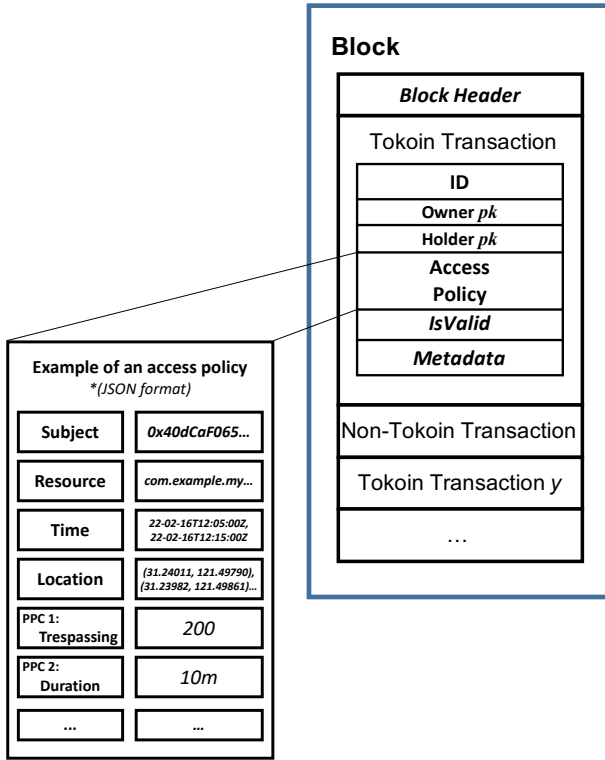 Block
Block Header
Tokoin Transaction
ID
Owner pk
Holder pk
Access
Policy
IsValid
Metadata
Non-Tokoin Transaction
Tokoin Transaction y
...
Example of an access policy
*(JSON format)
Subject 0x40dCaF065...
Resource com.example.my...
Time 22-02-16T12:05:00Z,
22-02-16T12:15:00Z
Location (31.24011, 121.49790),
(31.23982, 121.49861)...
PPC 1:
Trespassing 200
PPC 2:
Duration 10m
... ...